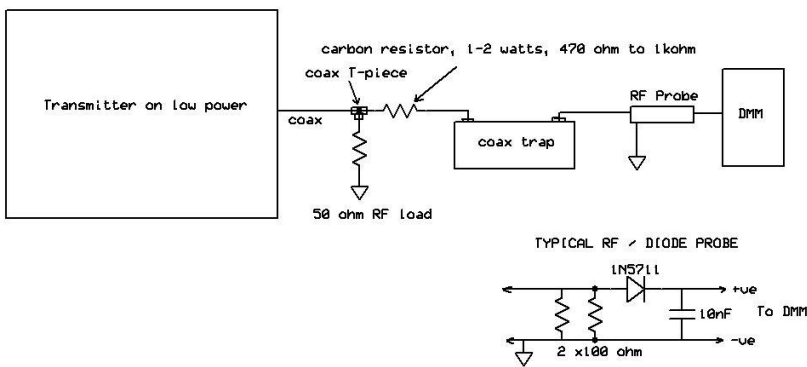 carbon resistor, 1-2 watts, 470 ohm to 1kohm
coax T-piece
Transmitter on low power
coax
RF Probe
DMM
coax trap
50 ohm RF load
TYPICAL RF / DIODE PROBE
1N5711
+ve
10nF
To DMM
-ve
2 x100 ohm